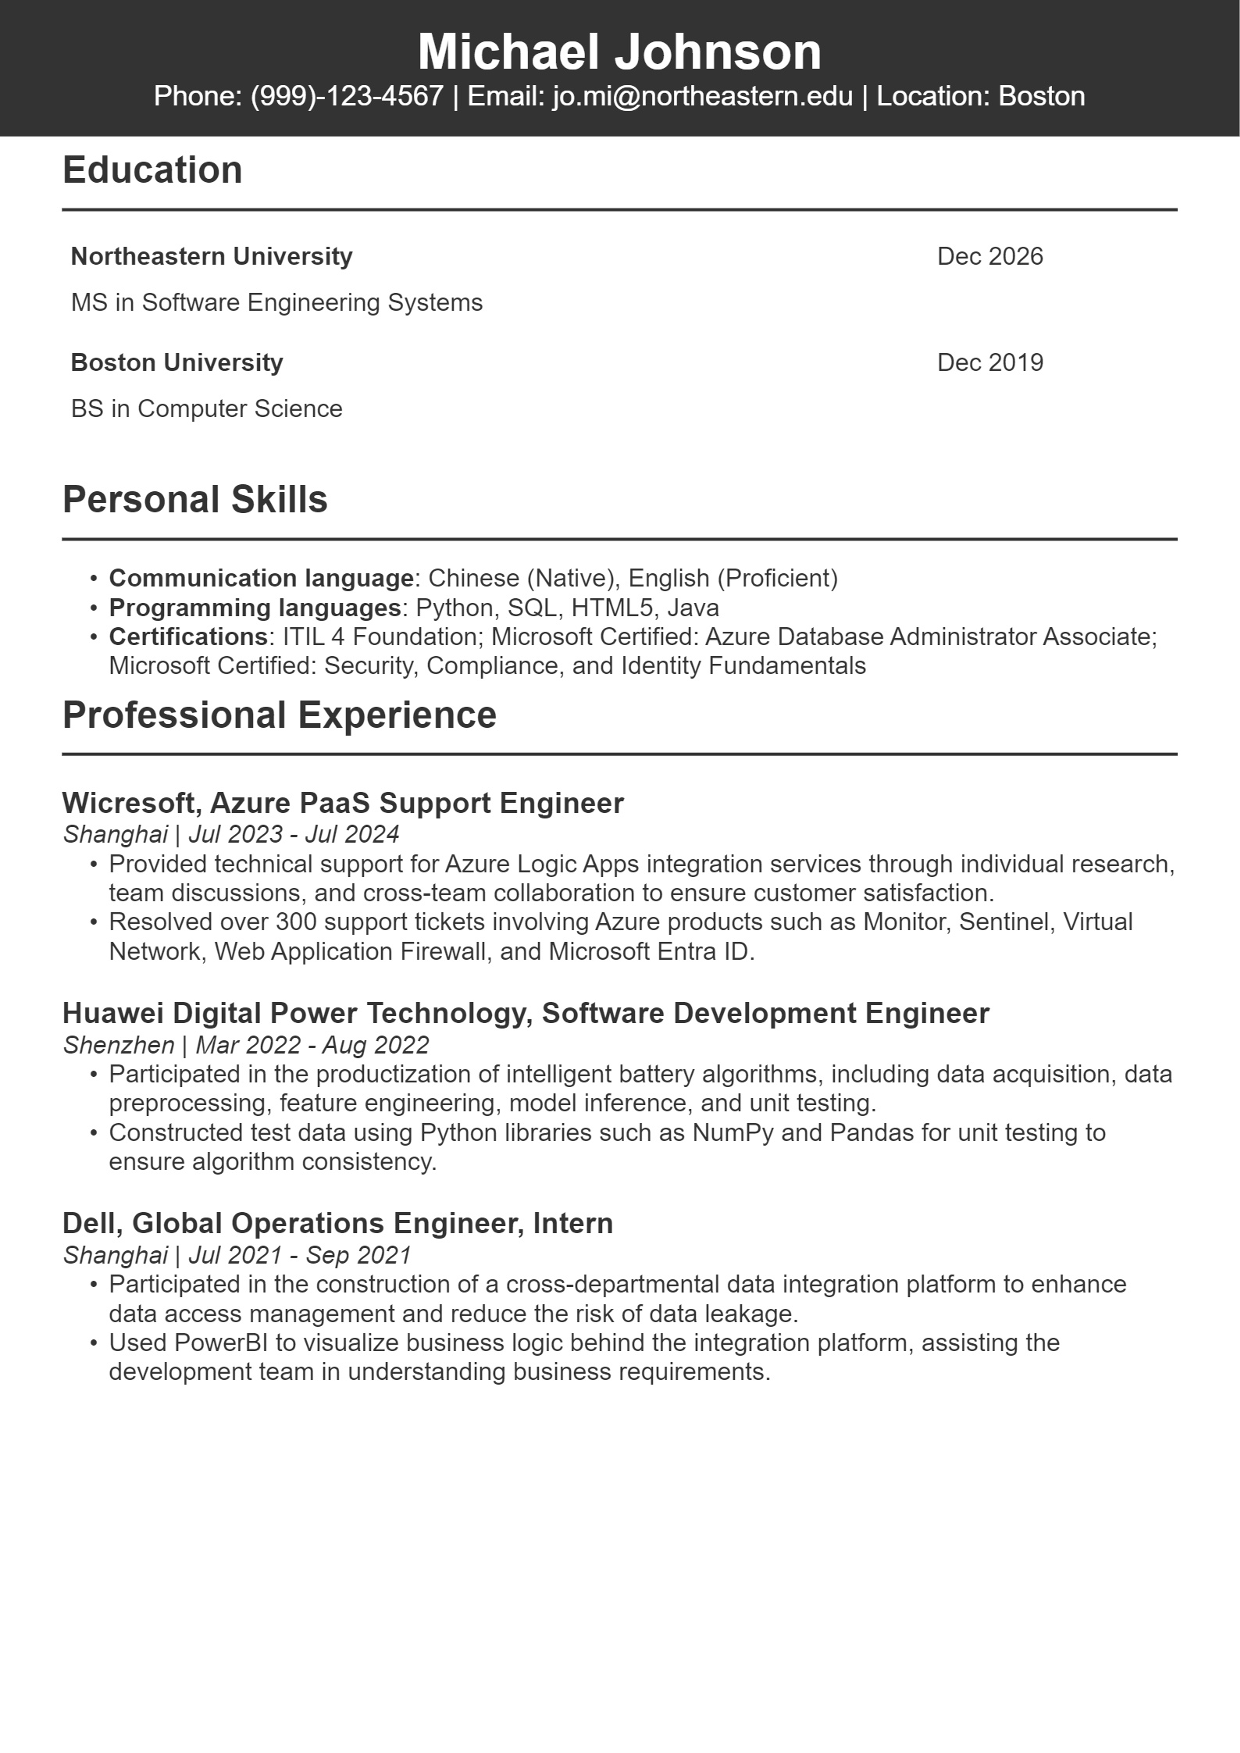 Michael Johnson
Phone: (999)-123-4567 | Email: jo.mi@northeastern.edu | Location: Boston
Education
Northeastern University Dec 2026
MS in Software Engineering Systems
Boston University Dec 2019
BS in Computer Science
Personal Skills
• Communication language: Chinese (Native), English (Proficient)
• Programming languages: Python, SQL, HTML5, Java
• Certifications: ITIL 4 Foundation; Microsoft Certified: Azure Database Administrator Associate;
Microsoft Certified: Security, Compliance, and Identity Fundamentals
Professional Experience
Wicresoft, Azure PaaS Support Engineer
Shanghai | Jul 2023 - Jul 2024
• Provided technical support for Azure Logic Apps integration services through individual research,
team discussions, and cross-team collaboration to ensure customer satisfaction.
• Resolved over 300 support tickets involving Azure products such as Monitor, Sentinel, Virtual
Network, Web Application Firewall, and Microsoft Entra ID.
Huawei Digital Power Technology, Software Development Engineer
Shenzhen | Mar 2022 - Aug 2022
• Participated in the productization of intelligent battery algorithms, including data acquisition, data
preprocessing, feature engineering, model inference, and unit testing.
• Constructed test data using Python libraries such as NumPy and Pandas for unit testing to
ensure algorithm consistency.
Dell, Global Operations Engineer, Intern
Shanghai | Jul 2021 - Sep 2021
• Participated in the construction of a cross-departmental data integration platform to enhance
data access management and reduce the risk of data leakage.
• Used PowerBI to visualize business logic behind the integration platform, assisting the
development team in understanding business requirements.